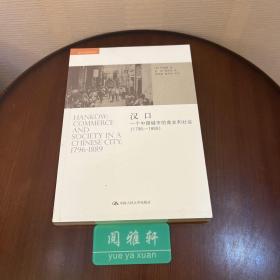 汉口
一个中国城市的商业和社会
(1796—1889)
HANKOW:
COMMERCE
AND
SOCIETY IN A
CHINESE CITY,
1796-1889
中国人民大学出版社
阅雅轩
yue ya xuan